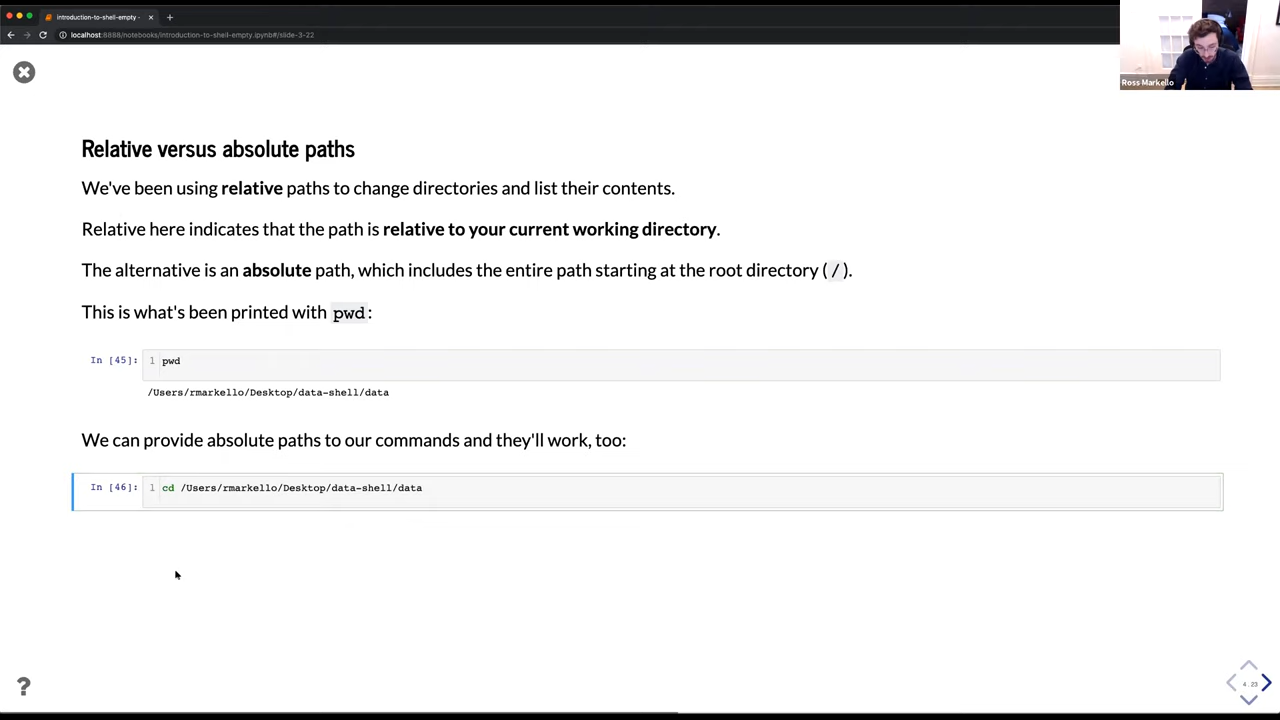 introduction-to-shell-empty -
localhost:8888/notebooks/introduction-to-shell-empty.ipynb#/slide-3-22
Ross Markello
Relative versus absolute paths
We've been using relative paths to change directories and list their contents.
Relative here indicates that the path is relative to your current working directory.
The alternative is an absolute path, which includes the entire path starting at the root directory (/).
This is what's been printed with pwd:
In [45]: 1 pwd
/Users/rmarkello/Desktop/data-shell/data
We can provide absolute paths to our commands and they'll work, too:
In [46]: 1 cd /Users/rmarkello/Desktop/data-shell/data
?
4.23